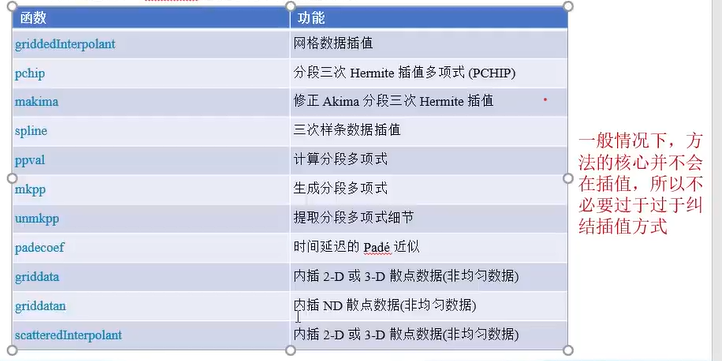 函数 功能
griddedInterpolant 网格数据插值
pchip 分段三次 Hermite 插值多项式 (PCHIP)
makima 修正 Akima 分段三次 Hermite 插值
spline 三次样条数据插值
ppval 计算分段多项式
mkpp 生成分段多项式
unmkpp 提取分段多项式细节
padecoef 时间延迟的 Padé 近似
griddata 内插 2-D 或 3-D 散点数据(非均匀数据)
griddatan 内插 ND 散点数据(非均匀数据)
scatteredInterpolant 内插 2-D 或 3-D 散点数据(非均匀数据)
一般情况下，方
法的核心并不会
在插值，所以不
必要过于过于纠
结插值方式